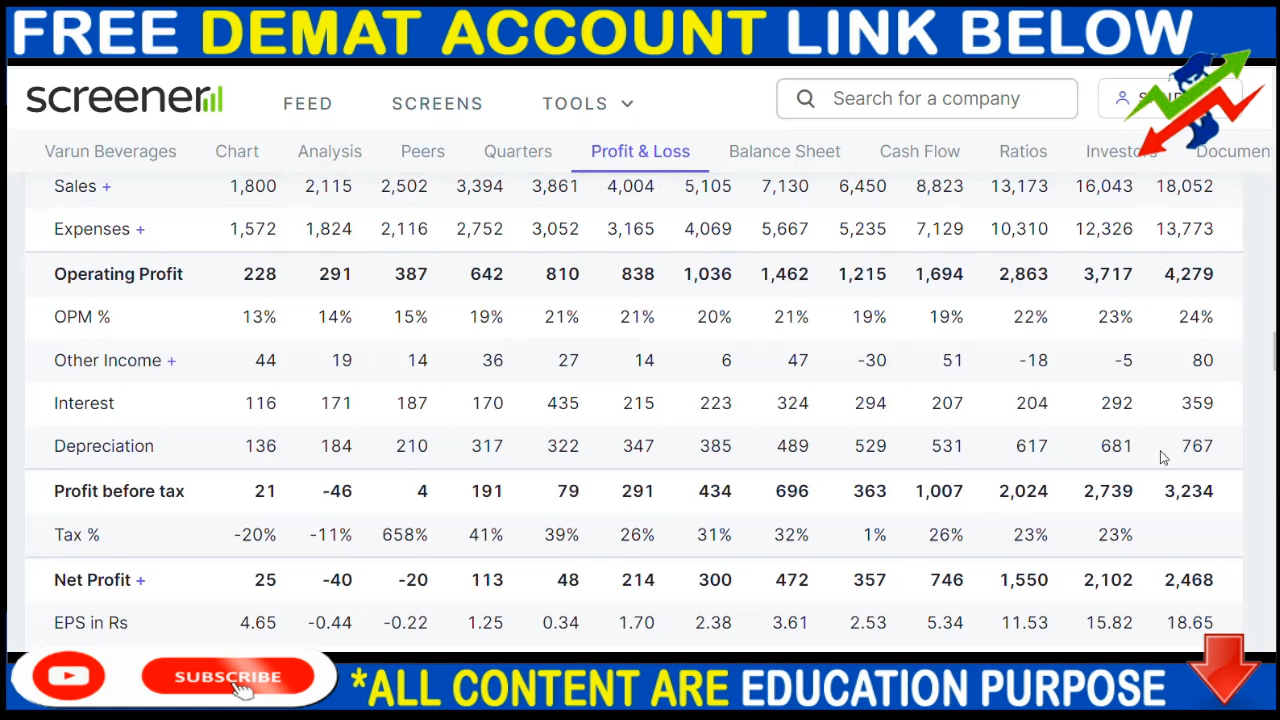 FREE DEMAT ACCOUNT LINK BELOW
screener FEED SCREENS TOOLS Search for a company
Varun Beverages Chart Analysis Peers Quarters Profit & Loss Balance Sheet Cash Flow Ratios Investors Documen
Sales + 1,800 2,115 2,502 3,394 3,861 4,004 5,105 7,130 6,450 8,823 13,173 16,043 18,052
Expenses + 1,572 1,824 2,116 2,752 3,052 3,165 4,069 5,667 5,235 7,129 10,310 12,326 13,773
Operating Profit 228 291 387 642 810 838 1,036 1,462 1,215 1,694 2,863 3,717 4,279
OPM % 13% 14% 15% 19% 21% 21% 20% 21% 19% 19% 22% 23% 24%
Other Income + 44 19 14 36 27 14 6 47 -30 51 -18 -5 80
Interest 116 171 187 170 435 215 223 324 294 207 204 292 359
Depreciation 136 184 210 317 322 347 385 489 529 531 617 681 767
Profit before tax 21 -46 4 191 79 291 434 696 363 1,007 2,024 2,739 3,234
Tax % -20% -11% 658% 41% 39% 26% 31% 32% 1% 26% 23% 23%
Net Profit + 25 -40 -20 113 48 214 300 472 357 746 1,550 2,102 2,468
EPS in Rs 4.65 -0.44 -0.22 1.25 0.34 1.70 2.38 3.61 2.53 5.34 11.53 15.82 18.65
SUBSCRIBE
*ALL CONTENT ARE EDUCATION PURPOSE